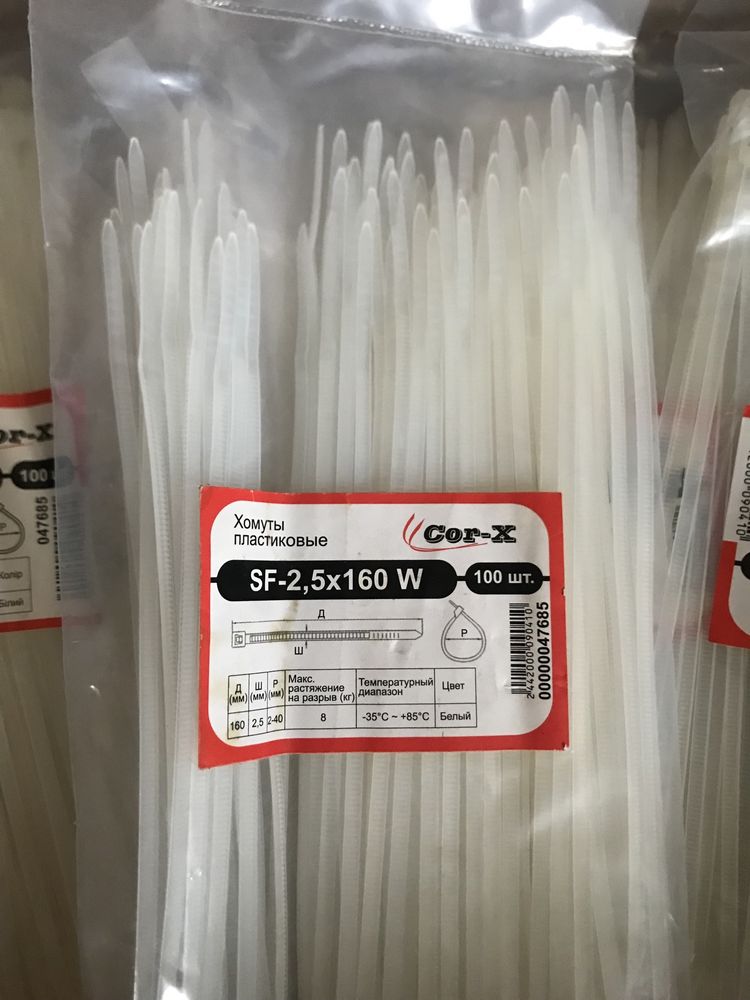 Хомуты
пластиковые
Cor-X
SF-2,5x160 W
100 шт.
Д
Ш
Р
Д (мм) Ш (мм) Р (мм) Макс. растяжение на разрыв (кг) Температурный диапазон Цвет
160 2,5 2-40 8 -35°C ~ +85°C Белый
2442000090410
00000047685
Cor-X
100
047685
Колір
Білий